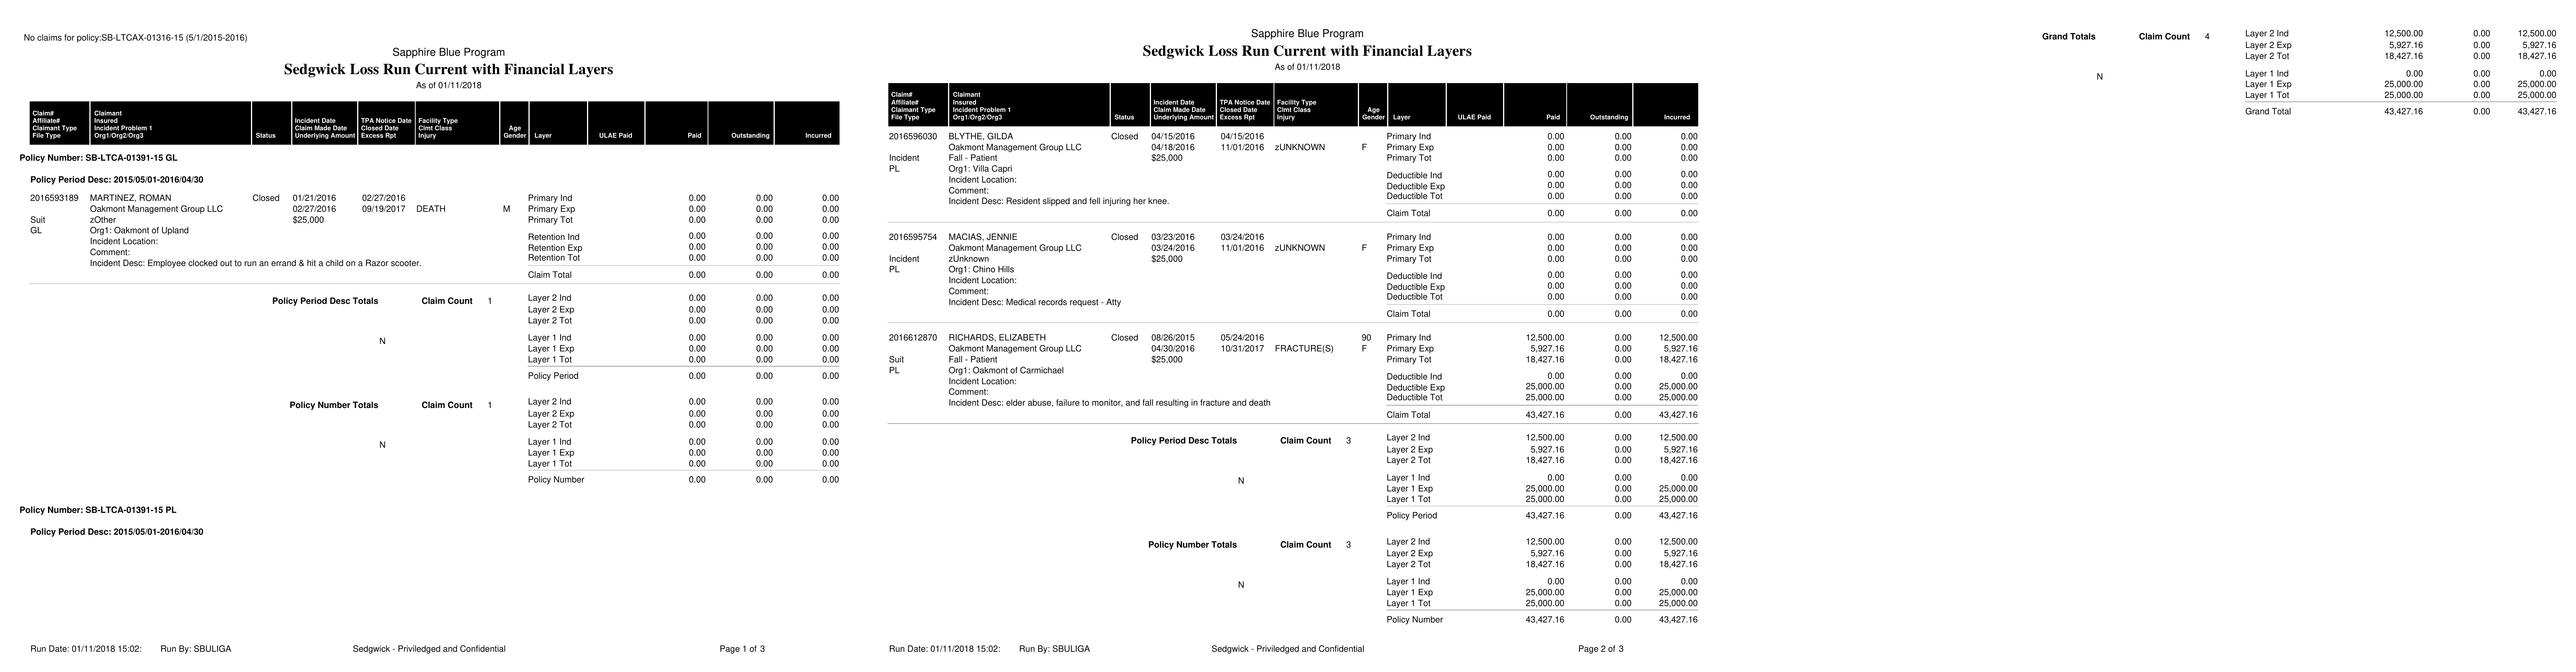 No claims for policy:SB-LTCAX-01316-15 (5/1/2015-2016)
Sapphire Blue Program
Sedgwick Loss Run Current with Financial Layers
As of 01/11/2018
Claim# Claimant
Affiliate# Insured Incident Date TPA Notice Date Facility Type
Claimant Type Incident Problem 1 Claim Made Date Closed Date Clmt Class Age
File Type Org1/Org2/Org3 Status Underlying Amount Excess Rpt Injury Gender Layer ULAE Paid Paid Outstanding Incurred
Policy Number: SB-LTCA-01391-15 GL
Policy Period Desc: 2015/05/01-2016/04/30
2016593189 MARTINEZ, ROMAN Closed 01/21/2016 02/27/2016 Primary Ind 0.00 0.00 0.00
Oakmont Management Group LLC 02/27/2016 09/19/2017 DEATH M Primary Exp 0.00 0.00 0.00
Suit zOther $25,000 Primary Tot 0.00 0.00 0.00
GL Org1: Oakmont of Upland
Retention Ind 0.00 0.00 0.00
Incident Location:
Retention Exp 0.00 0.00 0.00
Comment:
Retention Tot 0.00 0.00 0.00
Incident Desc: Employee clocked out to run an errand & hit a child on a Razor scooter.
Claim Total 0.00 0.00 0.00
Policy Period Desc Totals Claim Count 1 Layer 2 Ind 0.00 0.00 0.00
Layer 2 Exp 0.00 0.00 0.00
Layer 2 Tot 0.00 0.00 0.00
N Layer 1 Ind 0.00 0.00 0.00
Layer 1 Exp 0.00 0.00 0.00
Layer 1 Tot 0.00 0.00 0.00
Policy Period 0.00 0.00 0.00
Policy Number Totals Claim Count 1 Layer 2 Ind 0.00 0.00 0.00
Layer 2 Exp 0.00 0.00 0.00
Layer 2 Tot 0.00 0.00 0.00
N Layer 1 Ind 0.00 0.00 0.00
Layer 1 Exp 0.00 0.00 0.00
Layer 1 Tot 0.00 0.00 0.00
Policy Number 0.00 0.00 0.00
Policy Number: SB-LTCA-01391-15 PL
Policy Period Desc: 2015/05/01-2016/04/30
Run Date: 01/11/2018 15:02: Run By: SBULIGA Sedgwick - Priviledged and Confidential Page 1 of 3
Sapphire Blue Program
Sedgwick Loss Run Current with Financial Layers
As of 01/11/2018
Claim# Claimant
Affiliate# Insured Incident Date TPA Notice Date Facility Type
Claimant Type Incident Problem 1 Claim Made Date Closed Date Clmt Class Age
File Type Org1/Org2/Org3 Status Underlying Amount Excess Rpt Injury Gender Layer ULAE Paid Paid Outstanding Incurred
2016596030 BLYTHE, GILDA Closed 04/15/2016 04/15/2016 Primary Ind 0.00 0.00 0.00
Oakmont Management Group LLC 04/18/2016 11/01/2016 zUNKNOWN F Primary Exp 0.00 0.00 0.00
Incident Fall - Patient $25,000 Primary Tot 0.00 0.00 0.00
PL Org1: Villa Capri
Deductible Ind 0.00 0.00 0.00
Incident Location:
Deductible Exp 0.00 0.00 0.00
Comment:
Deductible Tot 0.00 0.00 0.00
Incident Desc: Resident slipped and fell injuring her knee.
Claim Total 0.00 0.00 0.00
2016595754 MACIAS, JENNIE Closed 03/23/2016 03/24/2016 Primary Ind 0.00 0.00 0.00
Oakmont Management Group LLC 03/24/2016 11/01/2016 zUNKNOWN F Primary Exp 0.00 0.00 0.00
Incident zUnknown $25,000 Primary Tot 0.00 0.00 0.00
PL Org1: Chino Hills
Deductible Ind 0.00 0.00 0.00
Incident Location:
Deductible Exp 0.00 0.00 0.00
Comment:
Deductible Tot 0.00 0.00 0.00
Incident Desc: Medical records request - Atty
Claim Total 0.00 0.00 0.00
2016612870 RICHARDS, ELIZABETH Closed 08/26/2015 05/24/2016 90 Primary Ind 12,500.00 0.00 12,500.00
Oakmont Management Group LLC 04/30/2016 10/31/2017 FRACTURE(S) F Primary Exp 5,927.16 0.00 5,927.16
Suit Fall - Patient $25,000 Primary Tot 18,427.16 0.00 18,427.16
PL Org1: Oakmont of Carmichael
Deductible Ind 0.00 0.00 0.00
Incident Location:
Deductible Exp 25,000.00 0.00 25,000.00
Comment:
Deductible Tot 25,000.00 0.00 25,000.00
Incident Desc: elder abuse, failure to monitor, and fall resulting in fracture and death
Claim Total 43,427.16 0.00 43,427.16
Policy Period Desc Totals Claim Count 3 Layer 2 Ind 12,500.00 0.00 12,500.00
Layer 2 Exp 5,927.16 0.00 5,927.16
Layer 2 Tot 18,427.16 0.00 18,427.16
N Layer 1 Ind 0.00 0.00 0.00
Layer 1 Exp 25,000.00 0.00 25,000.00
Layer 1 Tot 25,000.00 0.00 25,000.00
Policy Period 43,427.16 0.00 43,427.16
Policy Number Totals Claim Count 3 Layer 2 Ind 12,500.00 0.00 12,500.00
Layer 2 Exp 5,927.16 0.00 5,927.16
Layer 2 Tot 18,427.16 0.00 18,427.16
N Layer 1 Ind 0.00 0.00 0.00
Layer 1 Exp 25,000.00 0.00 25,000.00
Layer 1 Tot 25,000.00 0.00 25,000.00
Policy Number 43,427.16 0.00 43,427.16
Run Date: 01/11/2018 15:02: Run By: SBULIGA Sedgwick - Priviledged and Confidential Page 2 of 3
Grand Totals Claim Count 4 Layer 2 Ind 12,500.00 0.00 12,500.00
Layer 2 Exp 5,927.16 0.00 5,927.16
Layer 2 Tot 18,427.16 0.00 18,427.16
N Layer 1 Ind 0.00 0.00 0.00
Layer 1 Exp 25,000.00 0.00 25,000.00
Layer 1 Tot 25,000.00 0.00 25,000.00
Grand Total 43,427.16 0.00 43,427.16